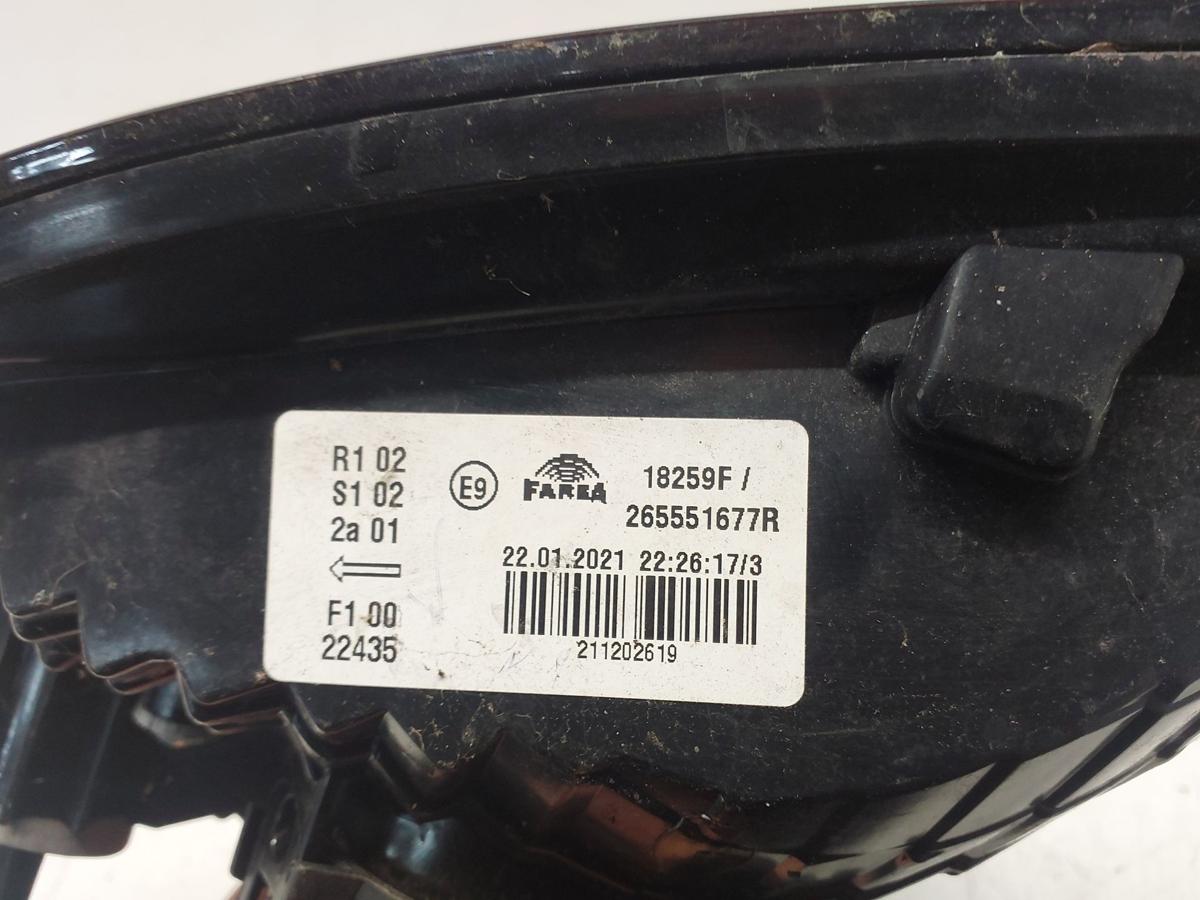 R1 02
S1 02
2a 01
F1 00
22435
E9
FARBA
18259F /
265551677R
22.01.2021 22:26:17/3
211202619